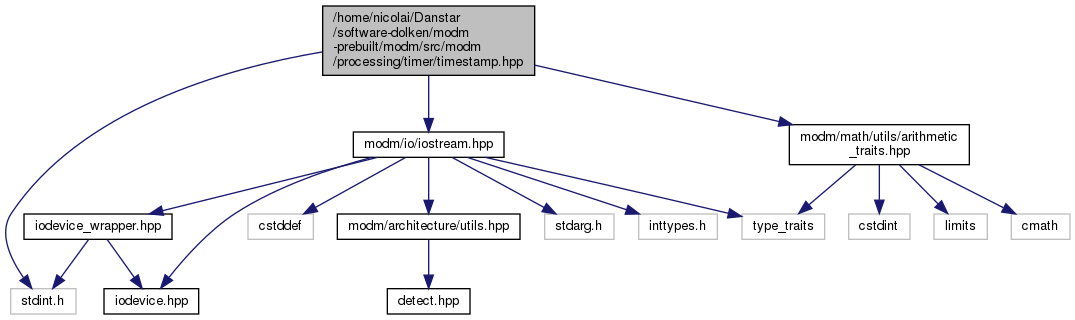 /home/nicolai/Danstar
/software-dolken/modm
-prebuilt/modm/src/modm
/processing/timer/timestamp.hpp
modm/io/iostream.hpp
modm/math/utils/arithmetic
_traits.hpp
iodevice_wrapper.hpp
cstddef
modm/architecture/utils.hpp
stdarg.h
inttypes.h
type_traits
cstdint
limits
cmath
stdint.h
iodevice.hpp
detect.hpp